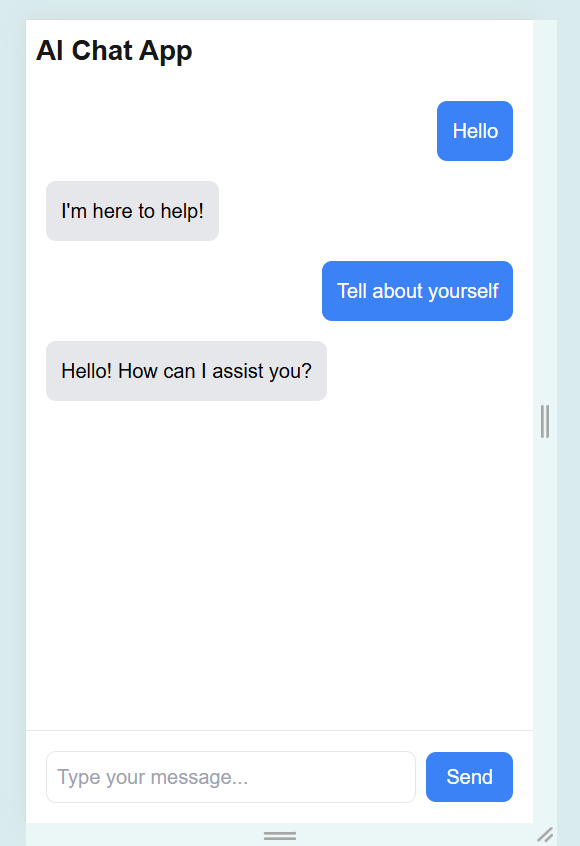 AI Chat App
Hello
I'm here to help!
Tell about yourself
Hello! How can I assist you?
Type your message...
Send